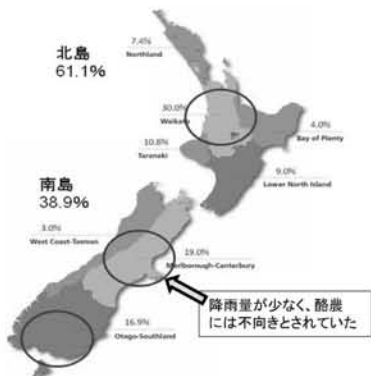 北島
61.1%
7.4%
Northland
30.0%
Waikato
4.0%
Bay of Plenty
10.8%
Taranaki
9.0%
Lower North Island
南島
38.9%
3.0%
West Coast-Tasman
19.0%
Marlborough-Canterbury
降雨量が少なく、酪農
には不向きとされていた
16.9%
Otago-Southland